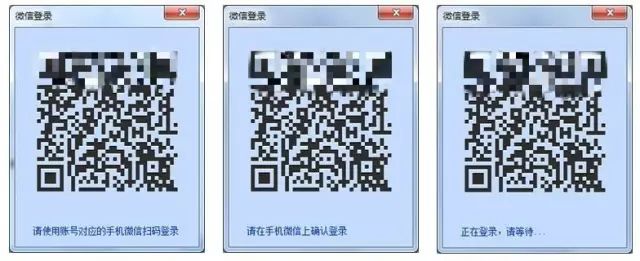 微信登录
微信登录
微信登录
请使用账号对应的手机微信扫码登录
请在手机微信上确认登录
正在登录，请等待...